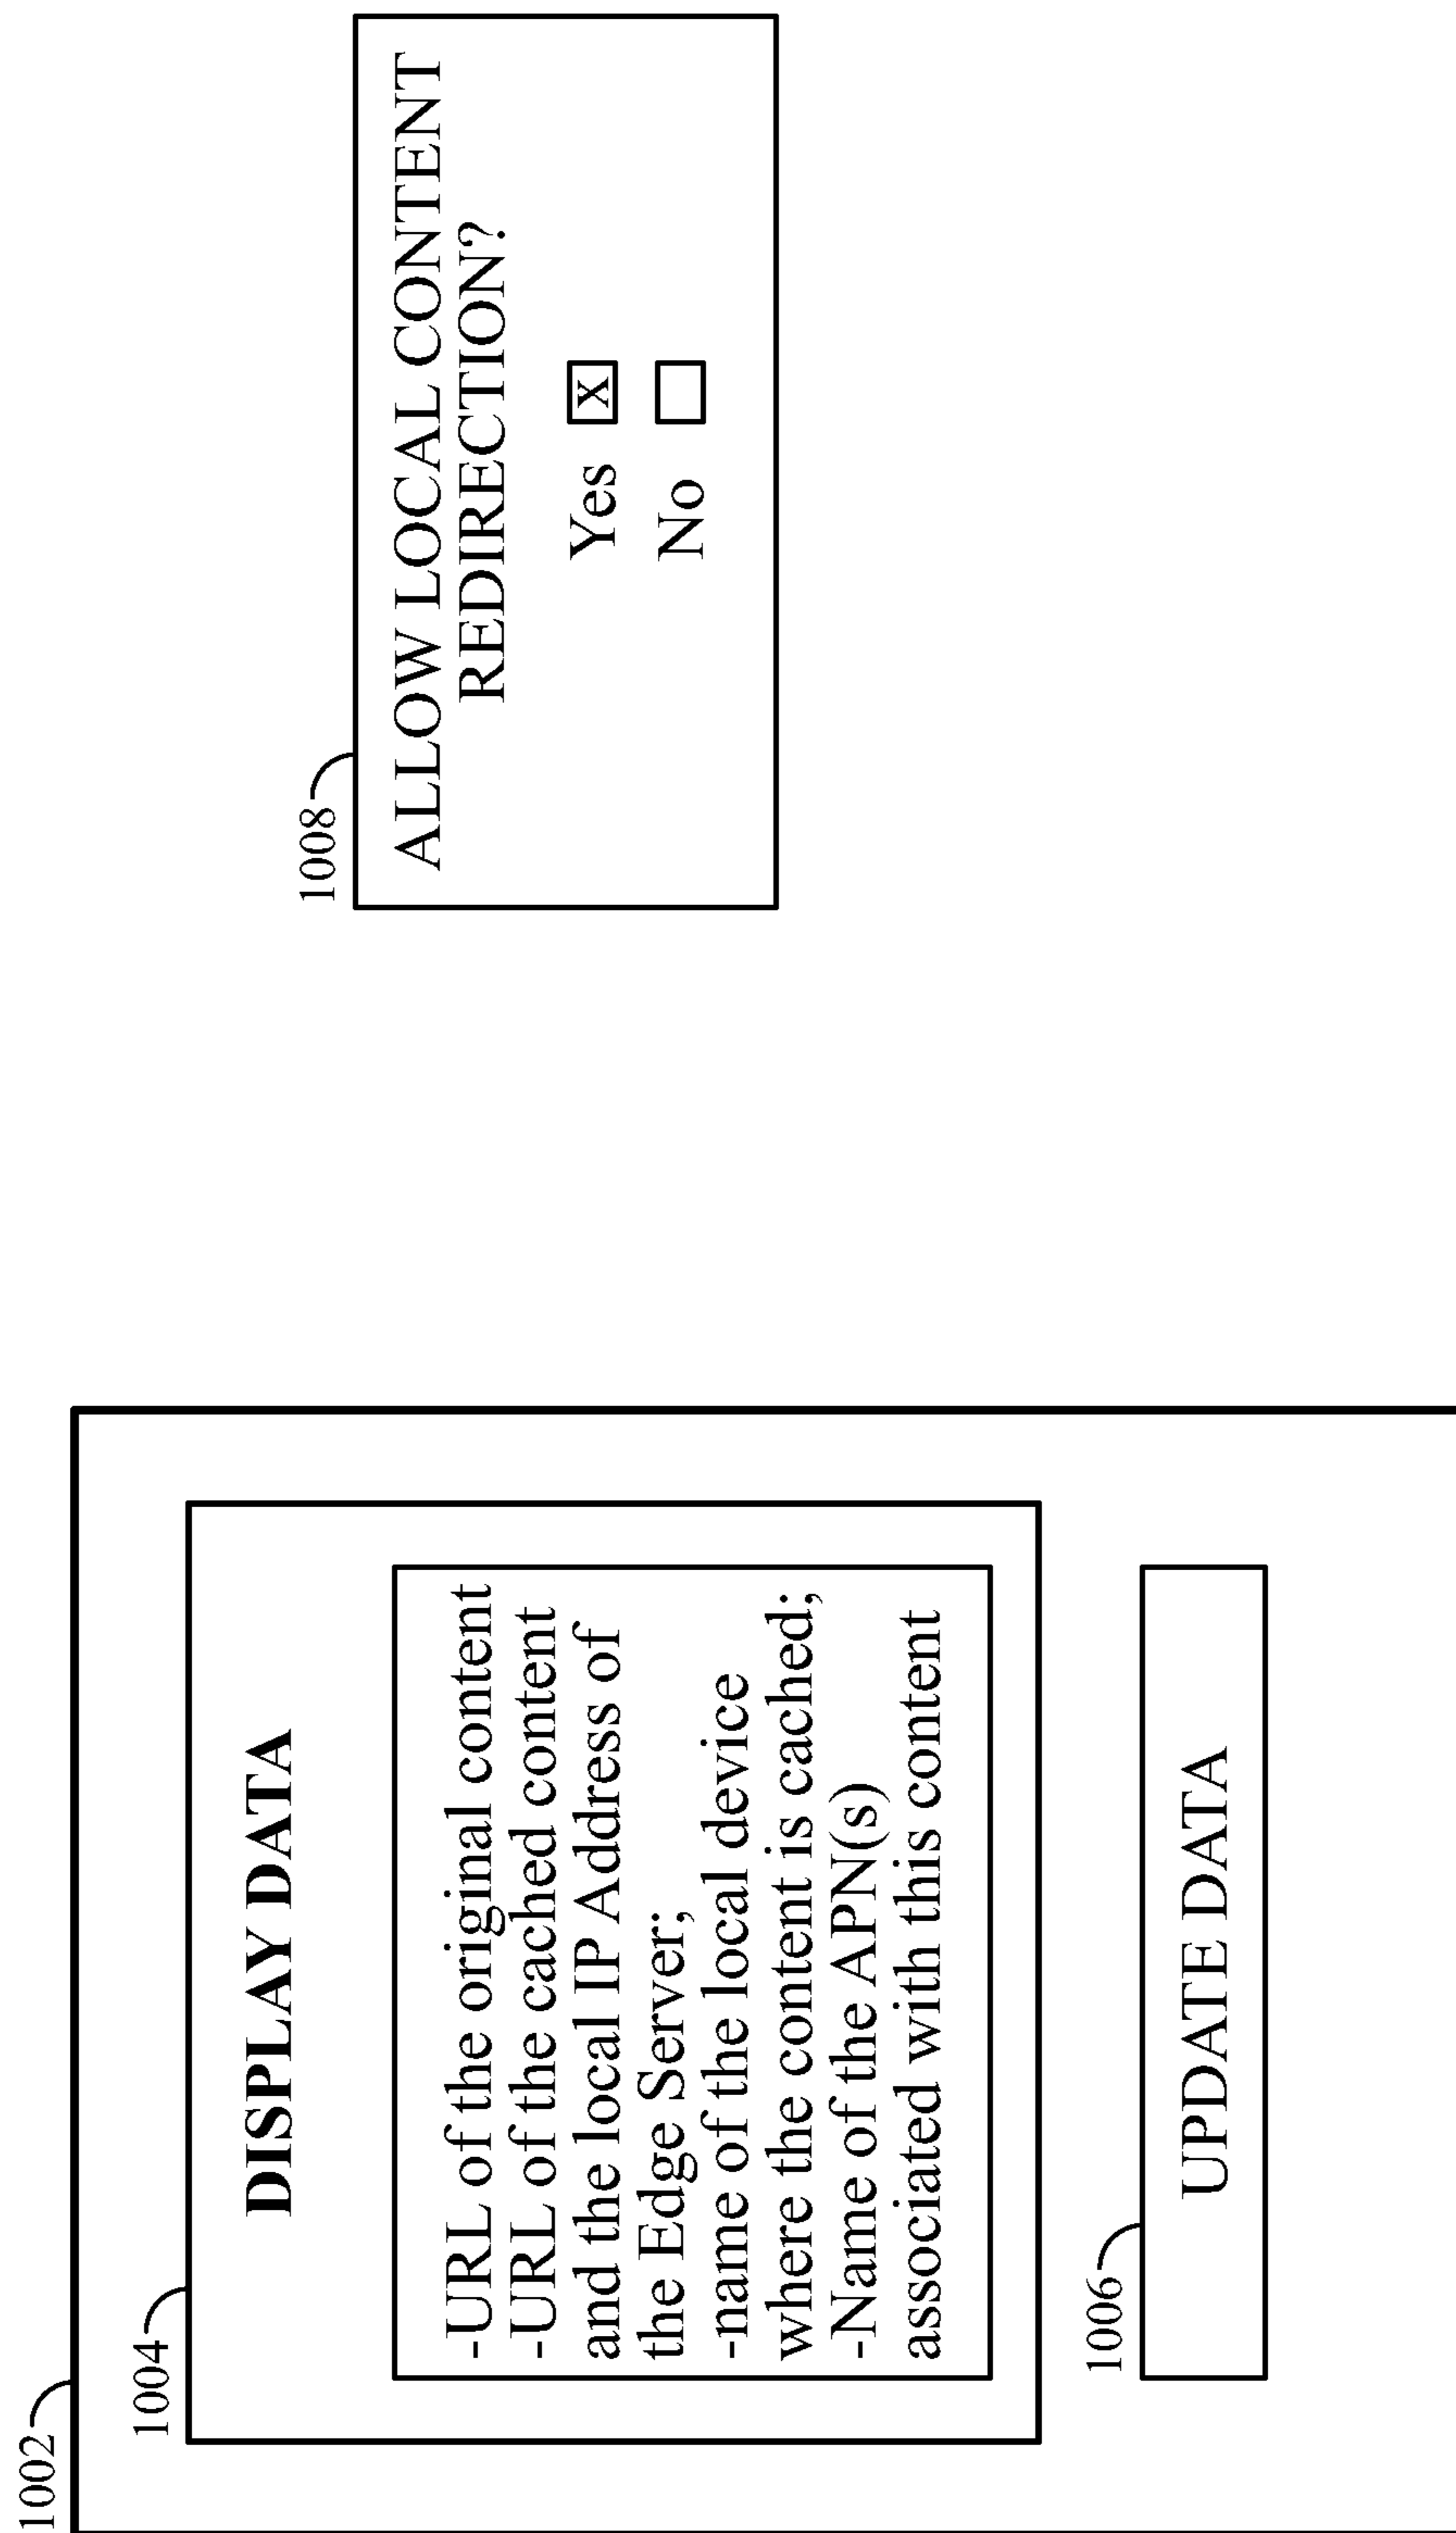 1002
1004
DISPLAY DATA
-URL of the original content
-URL of the cached content
and the local IP Address of
the Edge Server;
-name of the local device
where the content is cached;
-Name of the APN(s)
associated with this content
1006
UPDATE DATA
1008
ALLOW LOCAL CONTENT
REDIRECTION?
Yes x
No